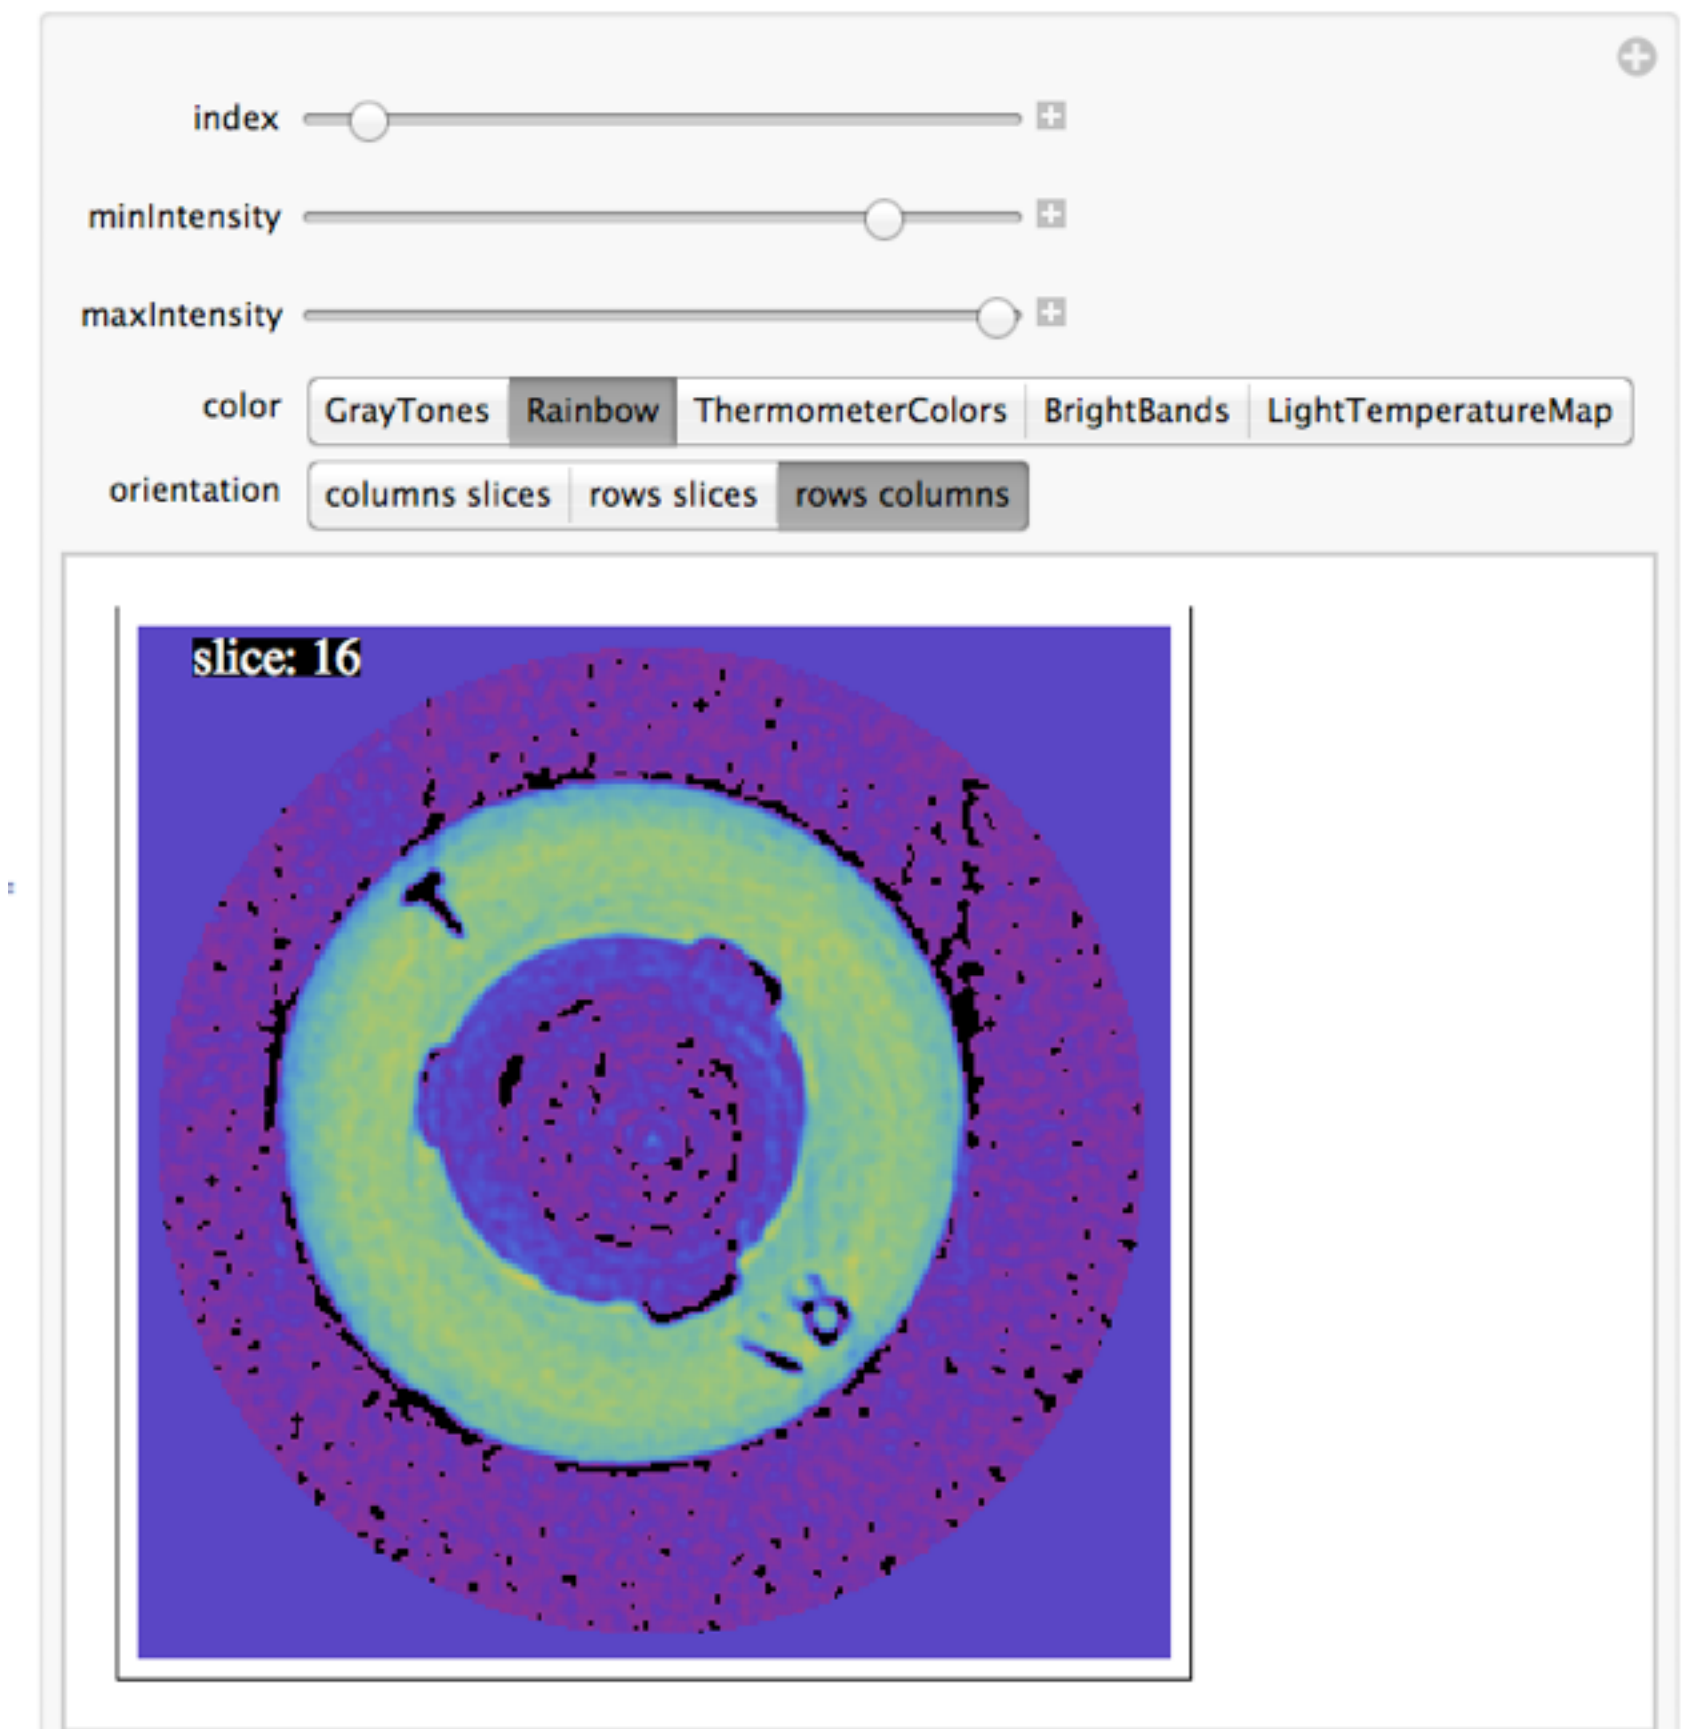 index
minIntensity
maxIntensity
color GrayTones Rainbow ThermometerColors BrightBands LightTemperatureMap
orientation columns slices rows slices rows columns
slice: 16